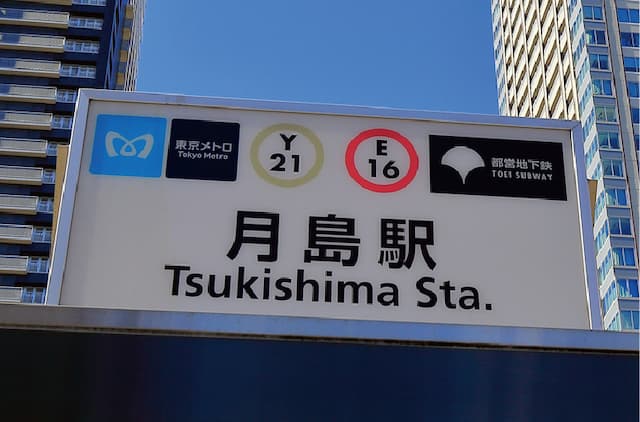 東京メトロ
Tokyo Metro
Y
21
E
16
都営地下鉄
TOEI SUBWAY
月島駅
Tsukishima Sta.